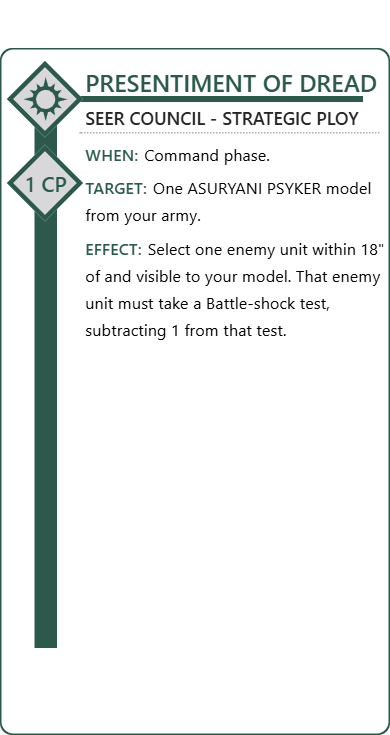 PRESENTIMENT OF DREAD
SEER COUNCIL - STRATEGIC PLOY
1 CP
WHEN: Command phase.
TARGET: One ASURYANI PSYKER model
from your army.
EFFECT: Select one enemy unit within 18"
of and visible to your model. That enemy
unit must take a Battle-shock test,
subtracting 1 from that test.